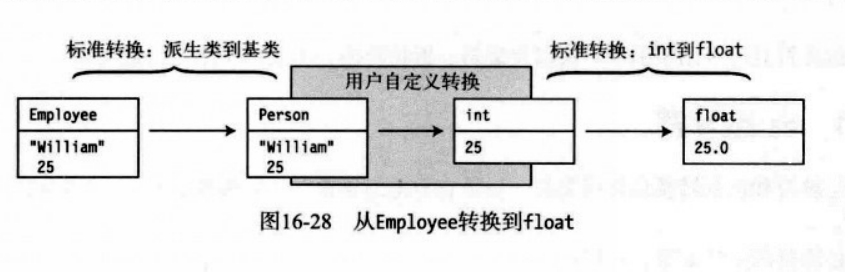 标准转换：派生类到基类
标准转换：int到float
用户自定义转换
Employee
"William"
25
Person
"William"
25
int
25
float
25.0
图16-28 从Employee转换到float